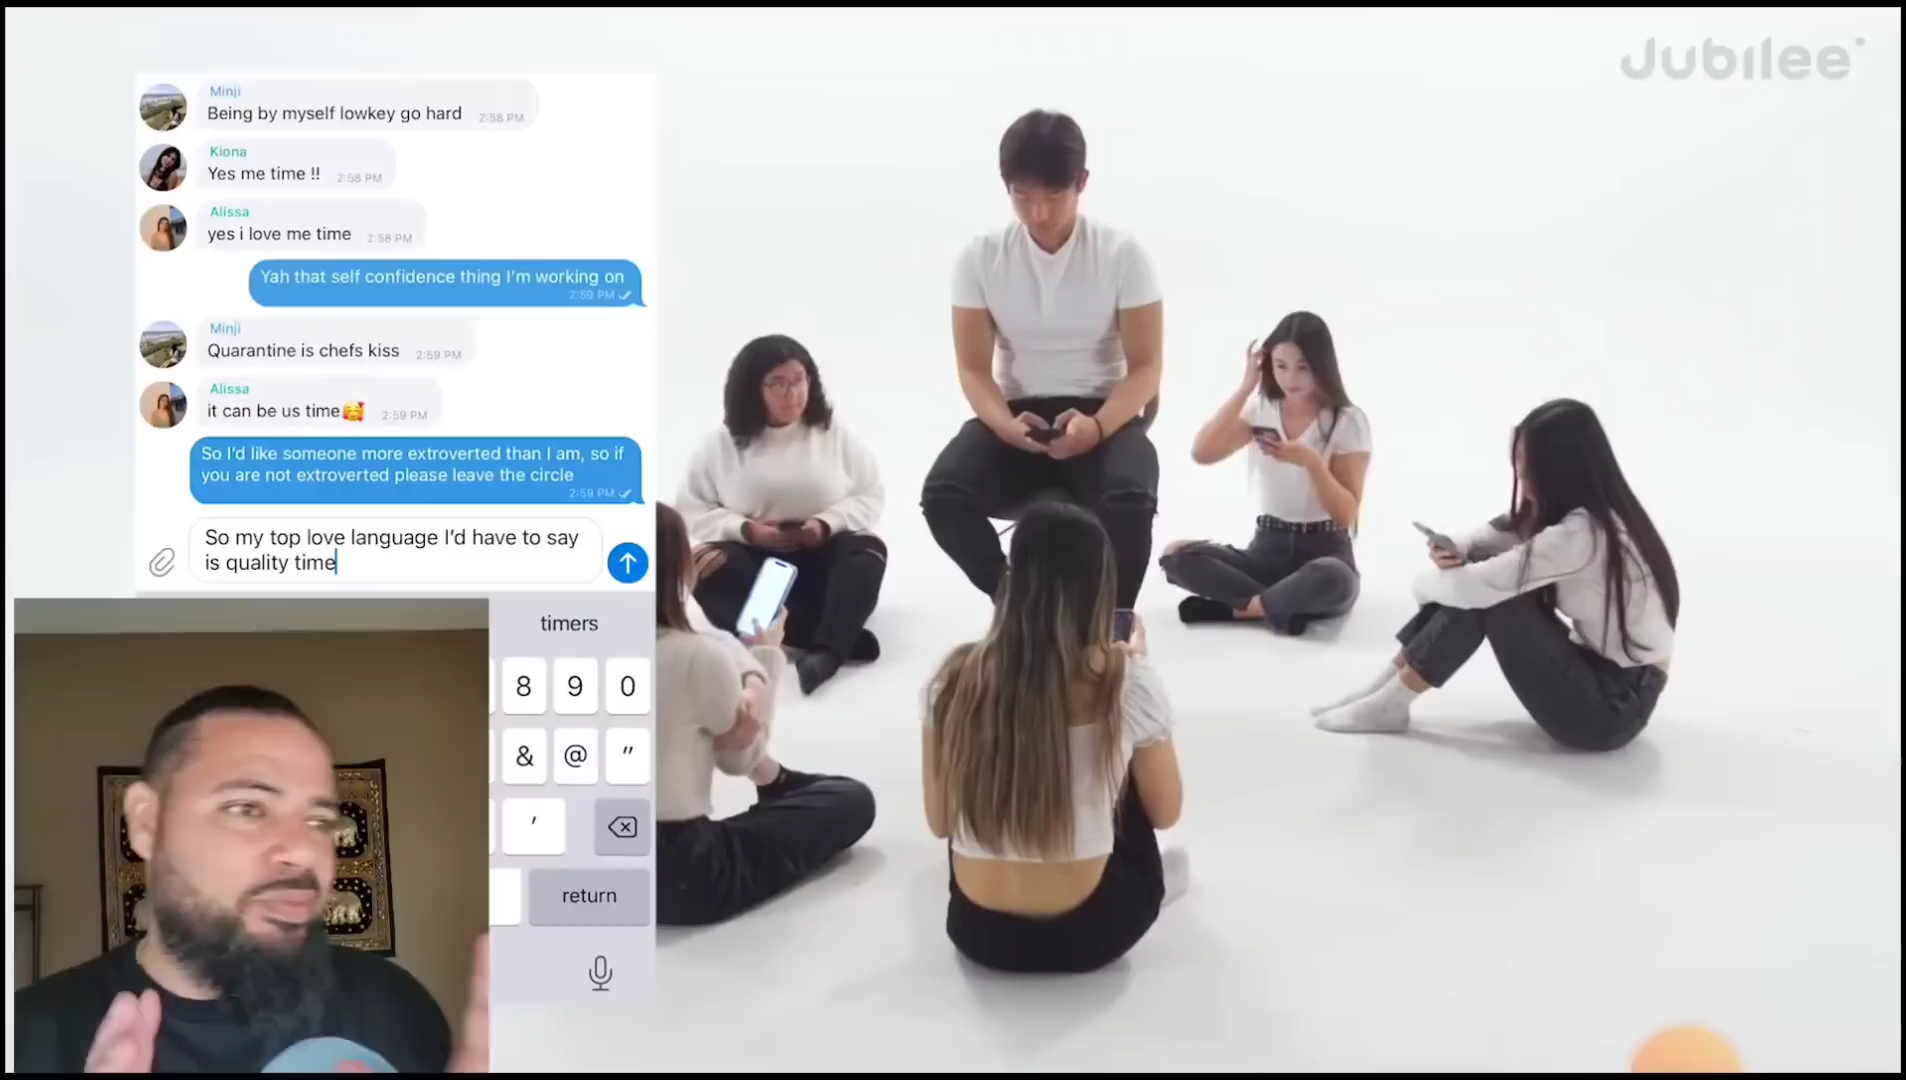 Jubilee
Minji
Being by myself lowkey go hard 2:58 PM
Kiona
Yes me time !! 2:58 PM
Alissa
yes i love me time 2:58 PM
Yah that self confidence thing I'm working on
2:59 PM
Minji
Quarantine is chefs kiss 2:59 PM
Alissa
it can be us time🥰 2:59 PM
So I'd like someone more extroverted than I am, so if
you are not extroverted please leave the circle
2:59 PM
So my top love language I'd have to say
is quality time
timers
8 9 0
& @ "
'
return